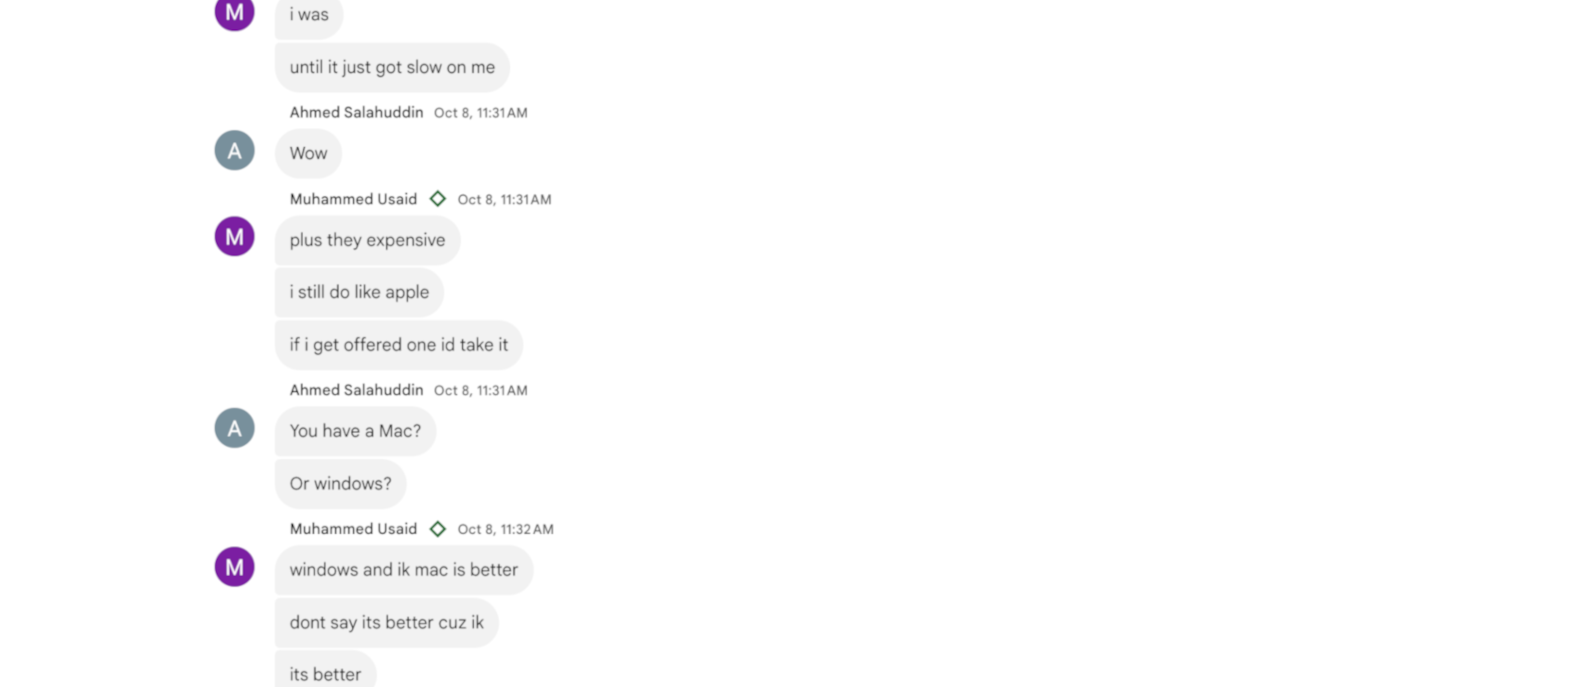 M
i was
until it just got slow on me
Ahmed Salahuddin Oct 8, 11:31 AM
A
Wow
Muhammed Usaid Oct 8, 11:31 AM
M
plus they expensive
i still do like apple
if i get offered one id take it
Ahmed Salahuddin Oct 8, 11:31 AM
A
You have a Mac?
Or windows?
Muhammed Usaid Oct 8, 11:32 AM
M
windows and ik mac is better
dont say its better cuz ik
its better